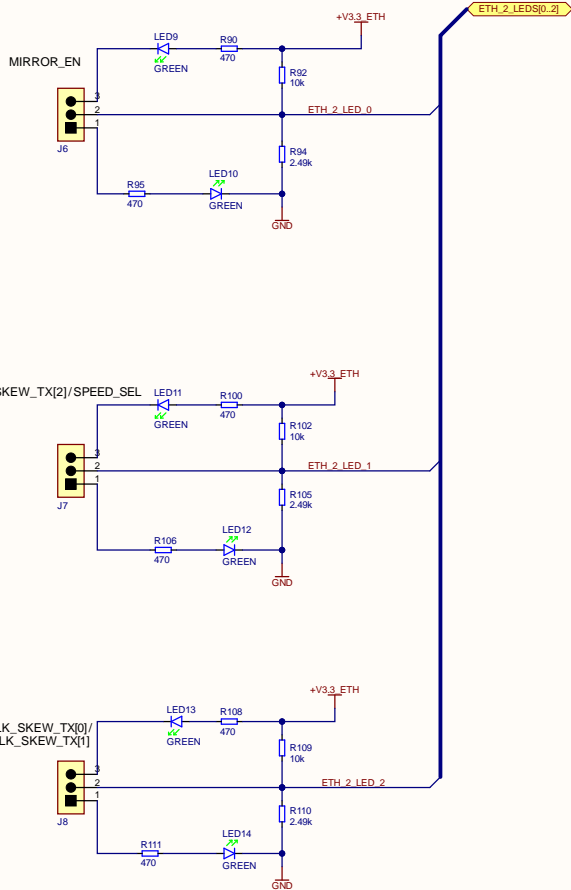 ETH_2_LEDS[0..2]
+V3.3_ETH
LED9
R90
GREEN
470
MIRROR_EN
R92
10k
3
2
1
ETH_2_LED_0
J6
R94
2.49k
LED10
R95
470
GREEN
GND
+V3.3_ETH
SKEW_TX[2]/SPEED_SEL
LED11
R100
GREEN
470
R102
10k
3
2
1
ETH_2_LED_1
J7
R105
2.49k
LED12
R106
470
GREEN
GND
+V3.3_ETH
LED13
R108
GREEN
470
LK_SKEW_TX[0]/
LK_SKEW_TX[1]
R109
10k
3
2
1
ETH_2_LED_2
J8
R110
2.49k
LED14
R111
470
GREEN
GND